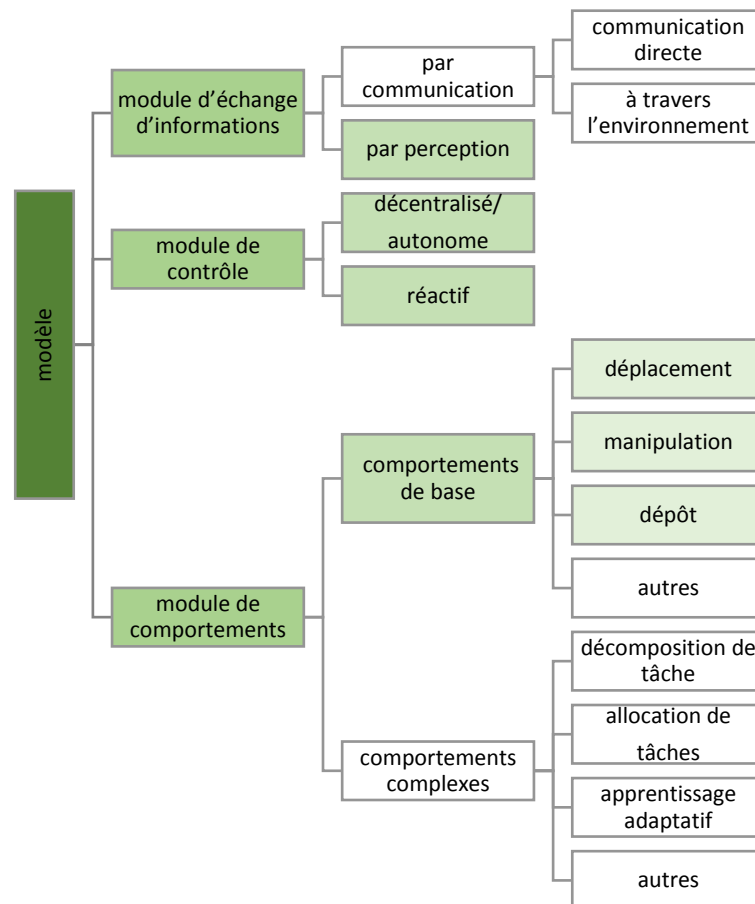 modèle
module d'échange
d'informations
par
communication
communication
directe
à travers
l'environnement
par perception
module de
contrôle
décentralisé/
autonome
réactif
module de
comportements
comportements
de base
déplacement
manipulation
dépôt
autres
comportements
complexes
décomposition de
tâche
allocation de
tâches
apprentissage
adaptatif
autres